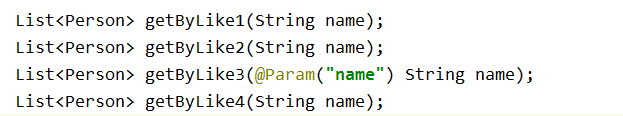 List<Person> getByLike1(String name);
List<Person> getByLike2(String name);
List<Person> getByLike3(@Param("name") String name);
List<Person> getByLike4(String name);